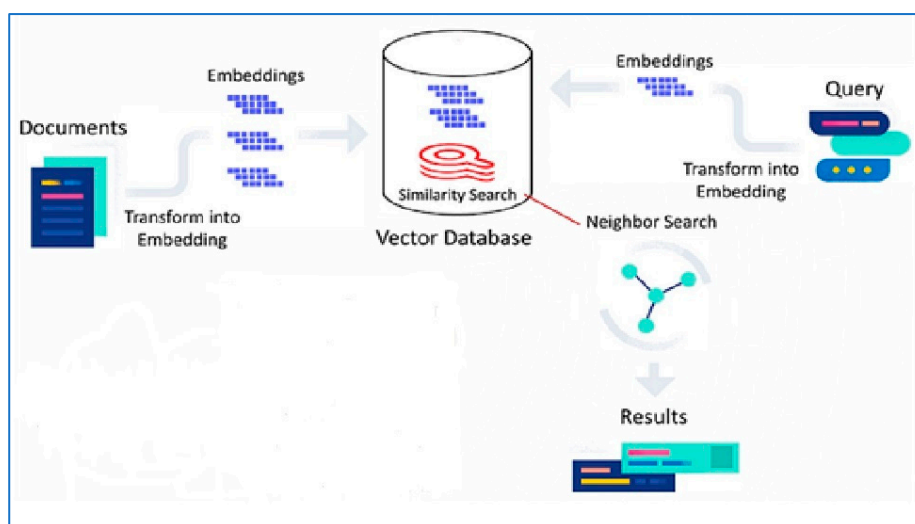 Documents
Transform into
Embedding
Embeddings
Similarity Search
Vector Database
Embeddings
Query
Transform into
Embedding
Neighbor Search
Results